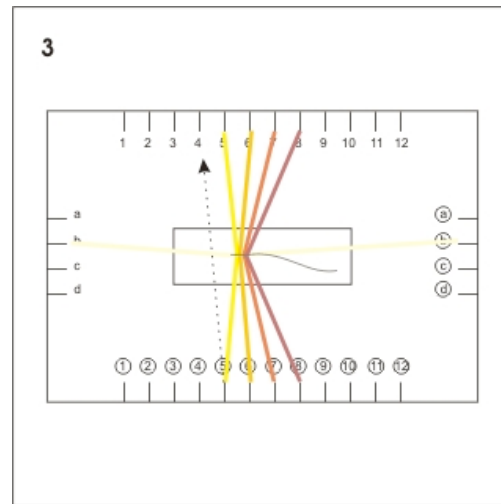 3
1 2 3 4 5 6 7 8 9 10 11 12
a ⓐ
b ⓑ
c ⓒ
d ⓓ
① ② ③ ④ ⑤ ⑥ ⑦ ⑧ ⑨ ⑩ ⑪ ⑫